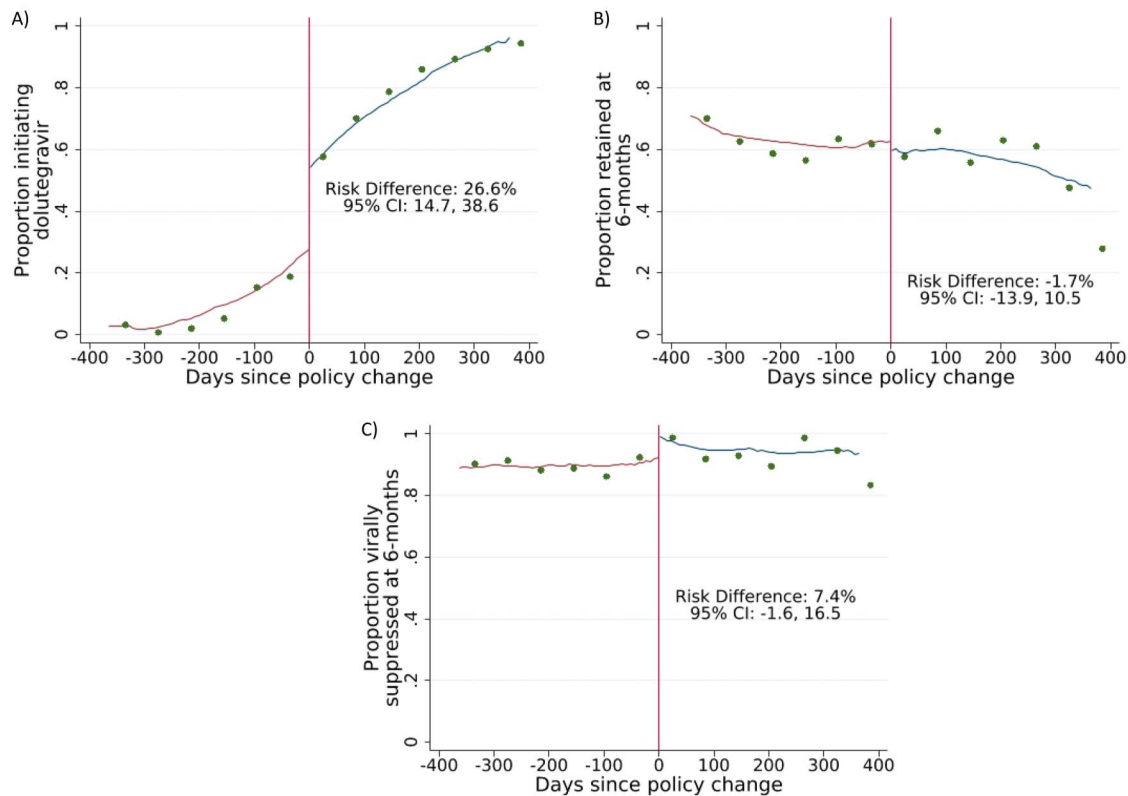 A)
Proportion initiating
dolutegravir
1
.8
.6
.4
.2
0
Risk Difference: 26.6%
95% CI: 14.7, 38.6
-400 -300 -200 -100 0 100 200 300 400
Days since policy change
B)
Proportion retained at
6-months
1
.8
.6
.4
.2
0
Risk Difference: -1.7%
95% CI: -13.9, 10.5
-400 -300 -200 -100 0 100 200 300 400
Days since policy change
C)
Proportion virally
suppressed at 6-months
1
.8
.6
.4
.2
0
Risk Difference: 7.4%
95% CI: -1.6, 16.5
-400 -300 -200 -100 0 100 200 300 400
Days since policy change